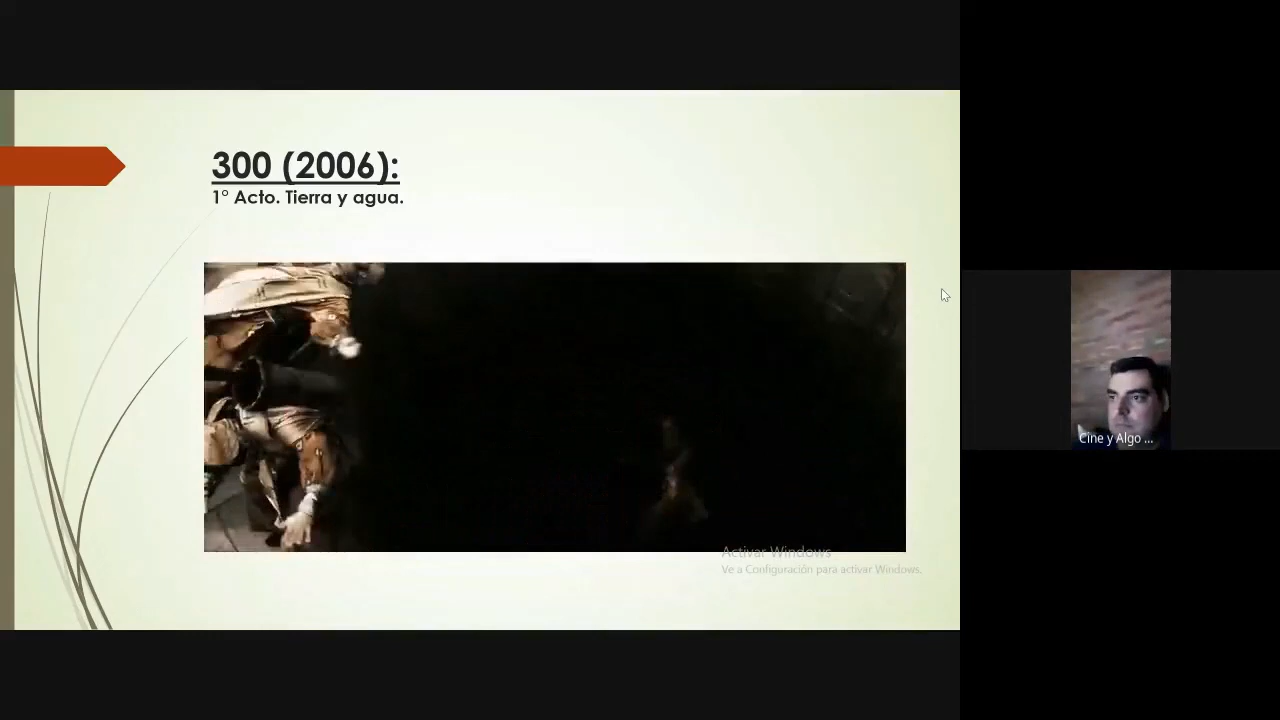 300 (2006):
1° Acto. Tierra y agua.
Activar Windows
Ve a Configuración para activar Windows.
Cine y Algo ...